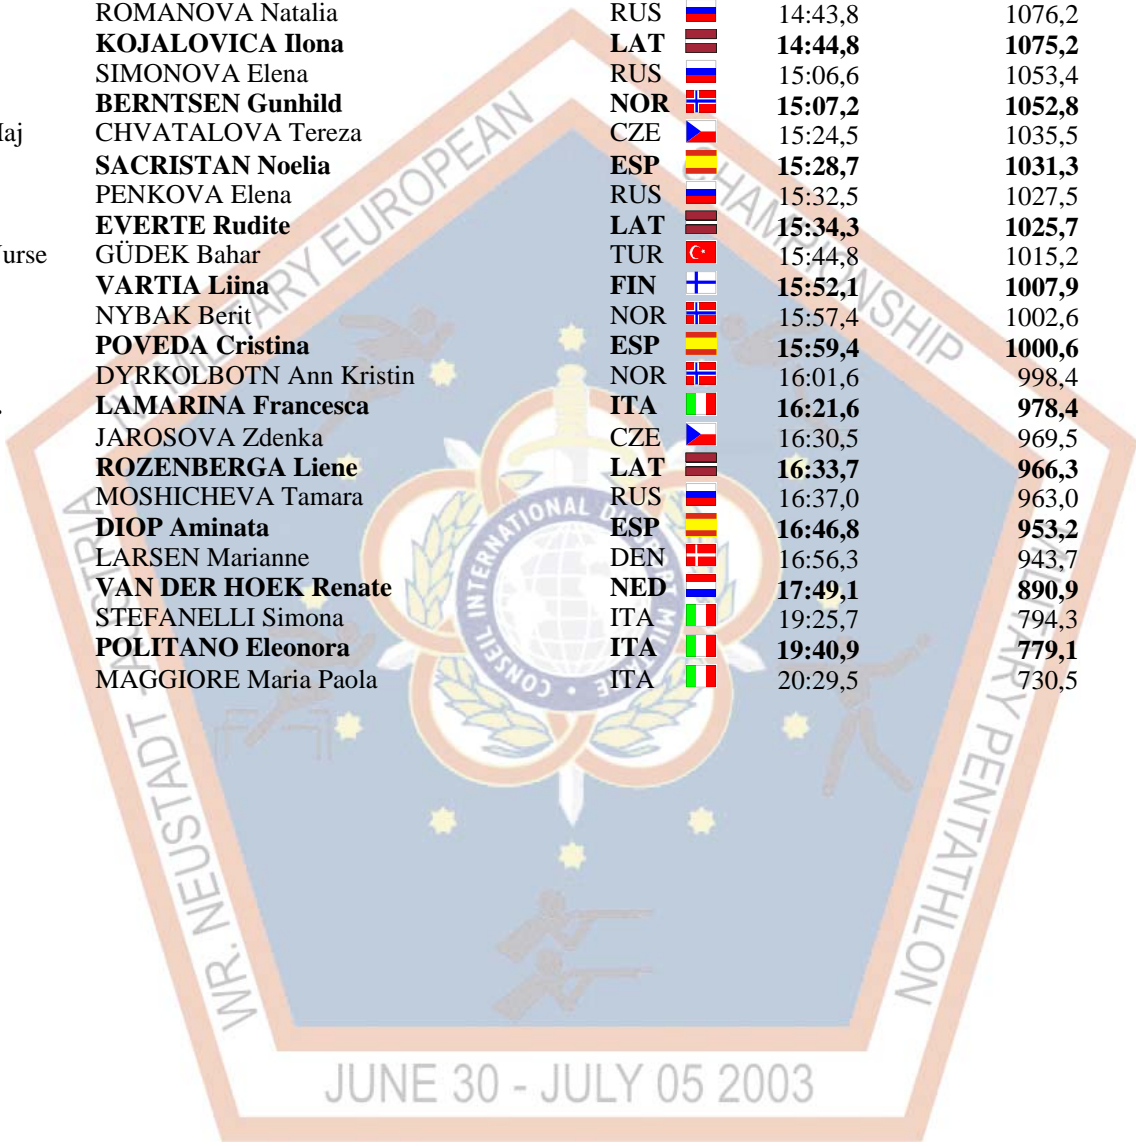 ROMANOVA Natalia RUS 14:43,8 1076,2
KOJALOVICA Ilona LAT 14:44,8 1075,2
SIMONOVA Elena RUS 15:06,6 1053,4
BERNTSEN Gunhild NOR 15:07,2 1052,8
CHVATALOVA Tereza CZE 15:24,5 1035,5
SACRISTAN Noelia ESP 15:28,7 1031,3
PENKOVA Elena RUS 15:32,5 1027,5
EVERTE Rudite LAT 15:34,3 1025,7
GÜDEK Bahar TUR 15:44,8 1015,2
VARTIA Liina FIN 15:52,1 1007,9
NYBAK Berit NOR 15:57,4 1002,6
POVEDA Cristina ESP 15:59,4 1000,6
DYRKOLBOTN Ann Kristin NOR 16:01,6 998,4
LAMARINA Francesca ITA 16:21,6 978,4
JAROSOVA Zdenka CZE 16:30,5 969,5
ROZENBERGA Liene LAT 16:33,7 966,3
MOSHICHEVA Tamara RUS 16:37,0 963,0
DIOP Aminata ESP 16:46,8 953,2
LARSEN Marianne DEN 16:56,3 943,7
VAN DER HOEK Renate NED 17:49,1 890,9
STEFANELLI Simona ITA 19:25,7 794,3
POLITANO Eleonora ITA 19:40,9 779,1
MAGGIORE Maria Paola ITA 20:29,5 730,5
MILITARY EUROPEAN CHAMPIONSHIP
WR. NEUSTADT - AUSTRIA
MILITARY PENTATHLON
CONSEIL INTERNATIONAL DU SPORT MILITAIRE
JUNE 30 - JULY 05 2003